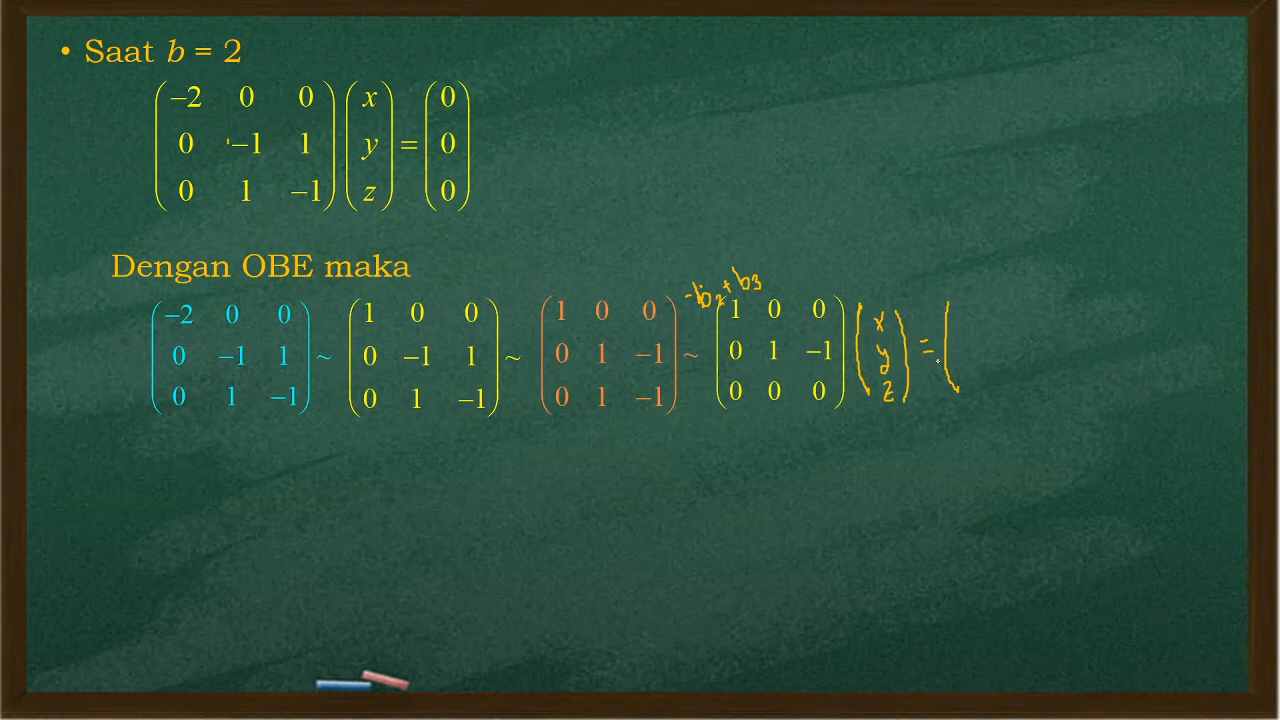 • Saat b = 2
(−2 0 0) (x) (0)
(0 −1 1) (y) = (0)
(0 1 −1) (z) (0)
Dengan OBE maka
-b2+b3
(−2 0 0) (1 0 0) (1 0 0) (1 0 0) (x) (
(0 −1 1) ~ (0 −1 1) ~ (0 1 −1) ~ (0 1 −1) (y) =
(0 1 −1) (0 1 −1) (0 1 −1) (0 0 0) (z)